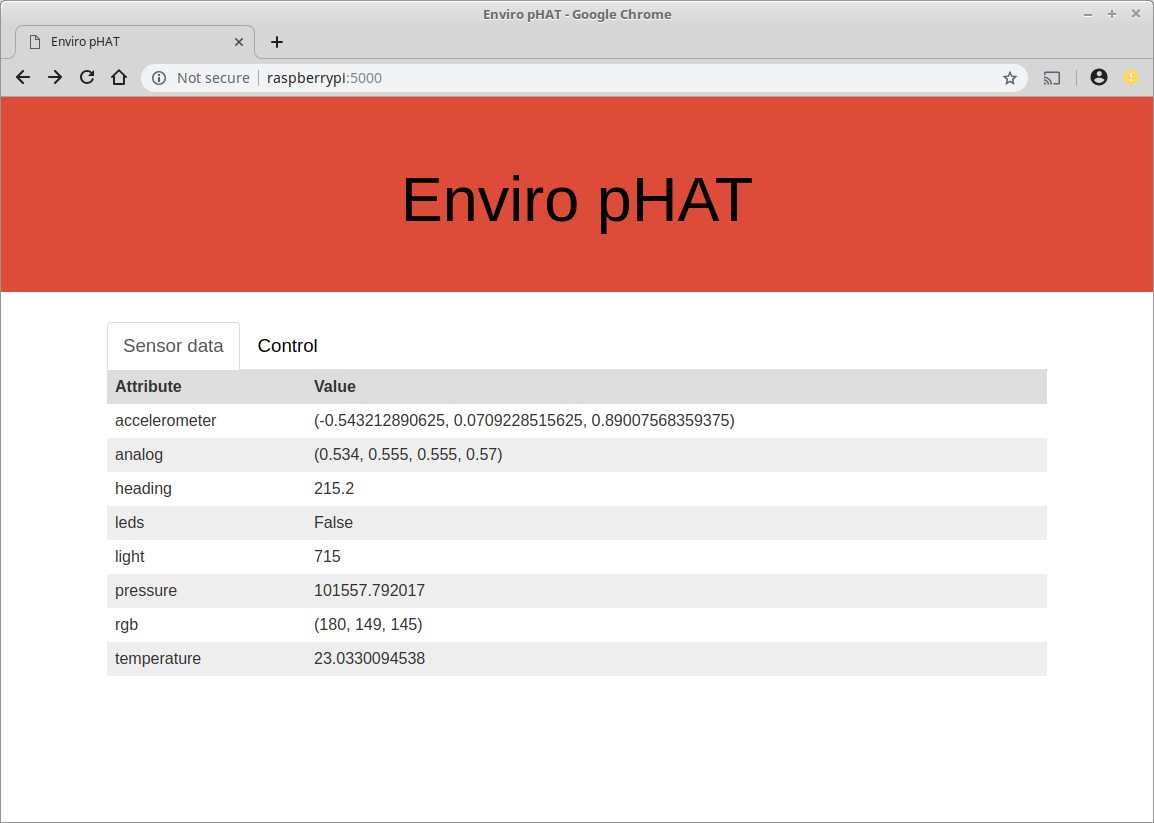 Enviro pHAT - Google Chrome
Enviro pHAT
Not secure raspberrypi:5000
Enviro pHAT
Sensor data Control
Attribute Value
accelerometer (-0.543212890625, 0.0709228515625, 0.89007568359375)
analog (0.534, 0.555, 0.555, 0.57)
heading 215.2
leds False
light 715
pressure 101557.792017
rgb (180, 149, 145)
temperature 23.0330094538